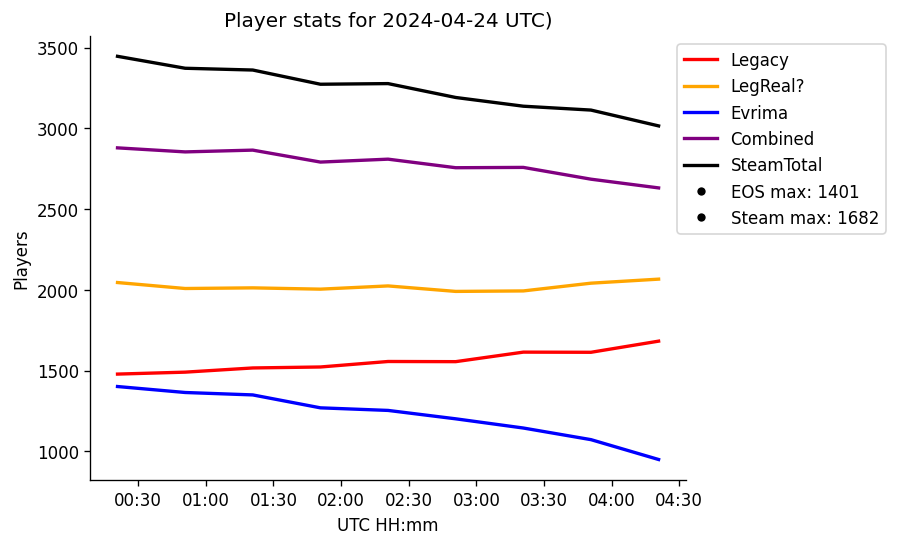 Player stats for 2024-04-24 UTC)
Players
3500
3000
2500
2000
1500
1000
00:30 01:00 01:30 02:00 02:30 03:00 03:30 04:00 04:30
UTC HH:mm
Legacy
LegReal?
Evrima
Combined
SteamTotal
EOS max: 1401
Steam max: 1682